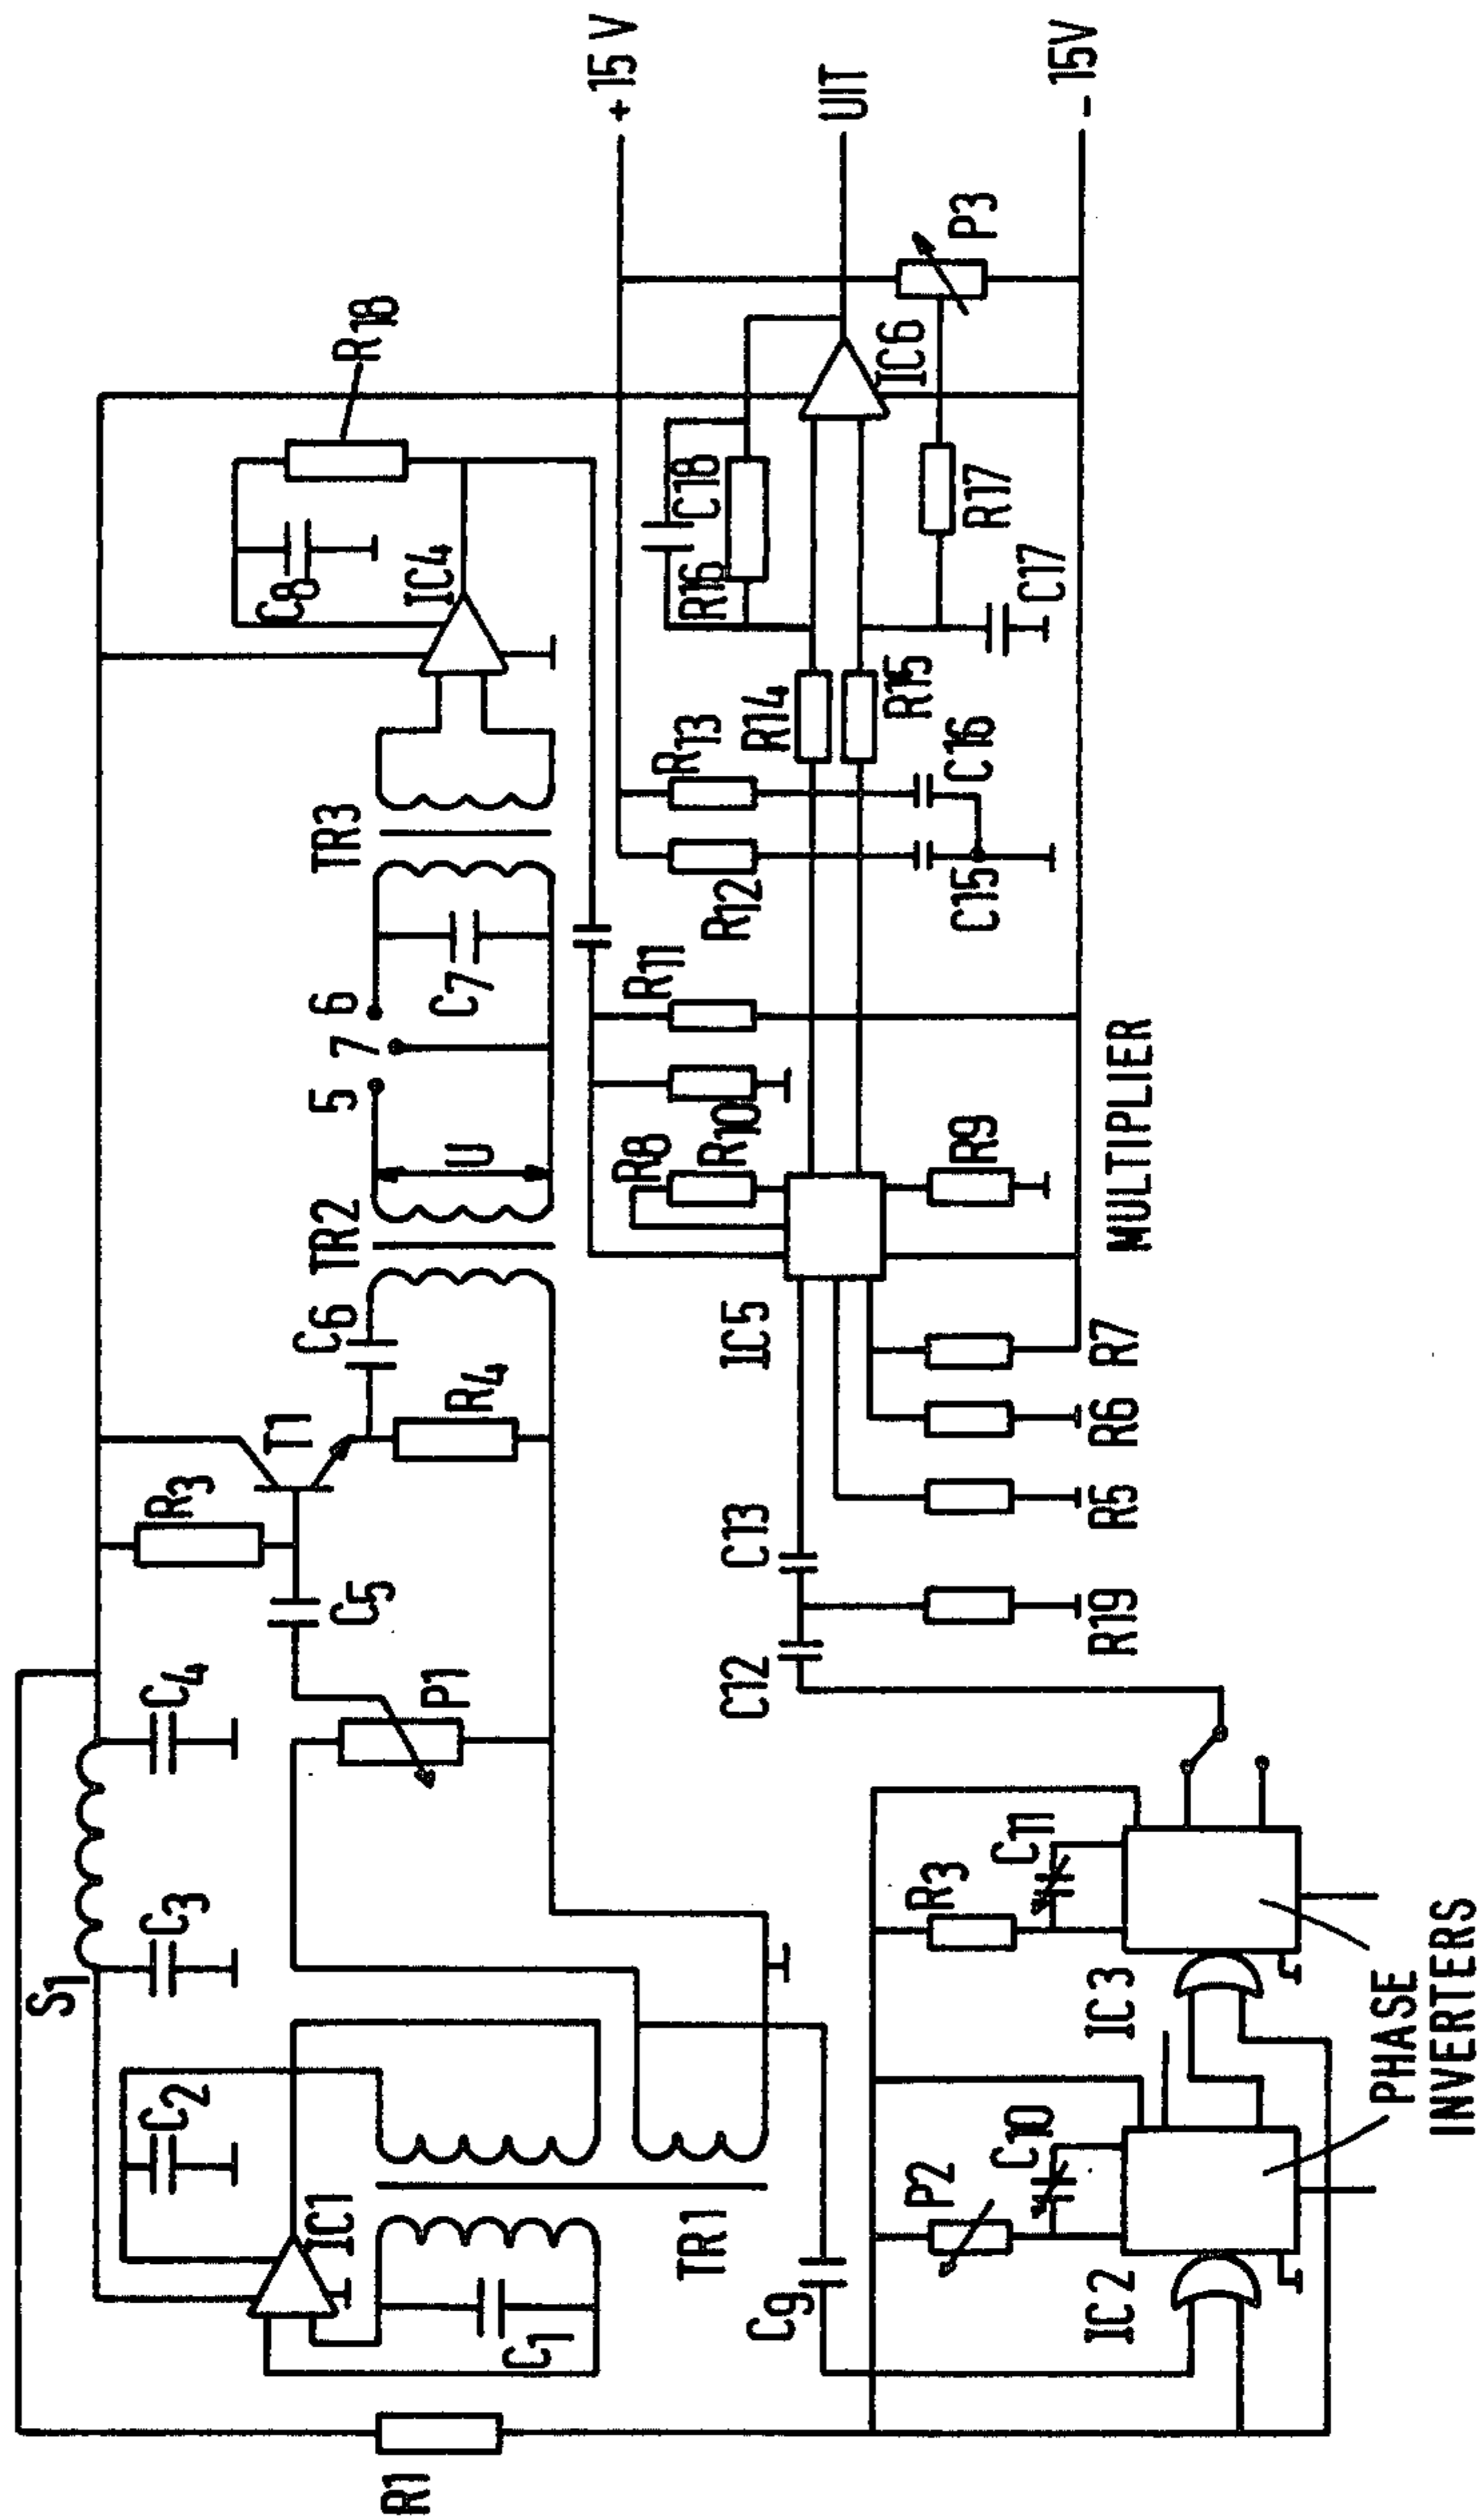 S1
C2
C3
C4
R3
T1
C8
IC1
C5
C6
TR2
5
7
6
TR3
R18
R1
P1
R4
U
C7
IC4
C1
+15 V
R8
R11
R13
R16
C18
TR1
R10
R12
R14
C9
C12
C13
IC5
UIT
R15
IC6
P2
R3
R9
C15
C16
R17
P3
C10
C11
C17
IC2
IC3
R19
R5
R6
R7
MULTIPLIER
- 15V
PHASE
INVERTERS